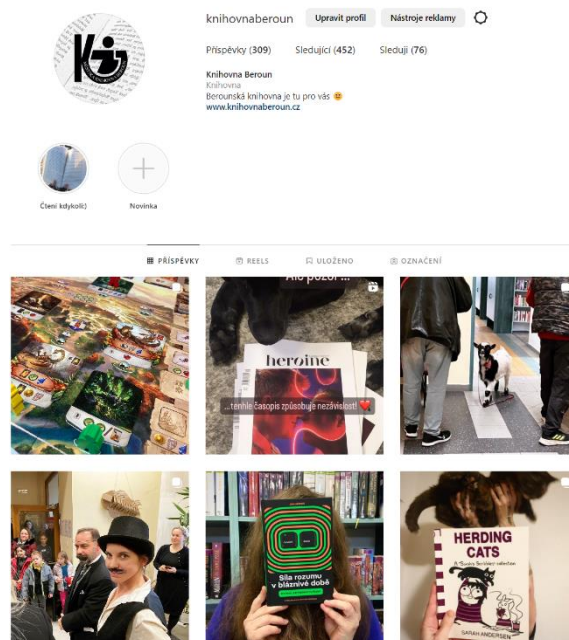 knihovnaberoun Upravit profil Nástroje reklamy
Příspěvky (309) Sledující (452) Sleduji (76)
Knihovna Beroun
Knihovna
Berounská knihovna je tu pro vás 🙂
www.knihovnaberoun.cz
Čtení kdykoli:) Novinka
PŘÍSPĚVKY REELS ULOŽENO OZNAČENÍ
Ale pozor ...
heroine
...tenhle časopis způsobuje nezávislost! ❤️
Síla rozumu
v bláznivé době
HERDING
CATS
A "Sarah's Scribbles" collection
SARAH ANDERSEN